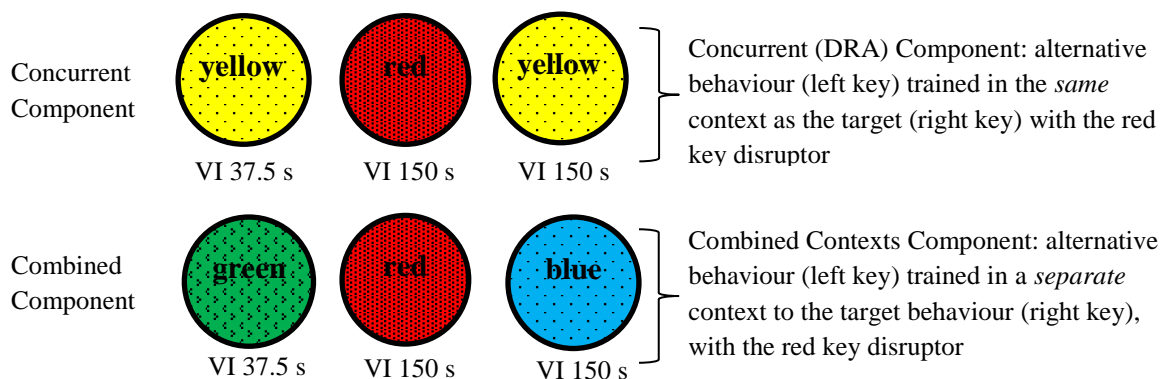 Concurrent
Component
yellow
red
yellow
VI 37.5 s
VI 150 s
VI 150 s
Concurrent (DRA) Component: alternative
behaviour (left key) trained in the same
context as the target (right key) with the red
key disruptor
Combined
Component
green
red
blue
VI 37.5 s
VI 150 s
VI 150 s
Combined Contexts Component: alternative
behaviour (left key) trained in a separate
context to the target behaviour (right key),
with the red key disruptor